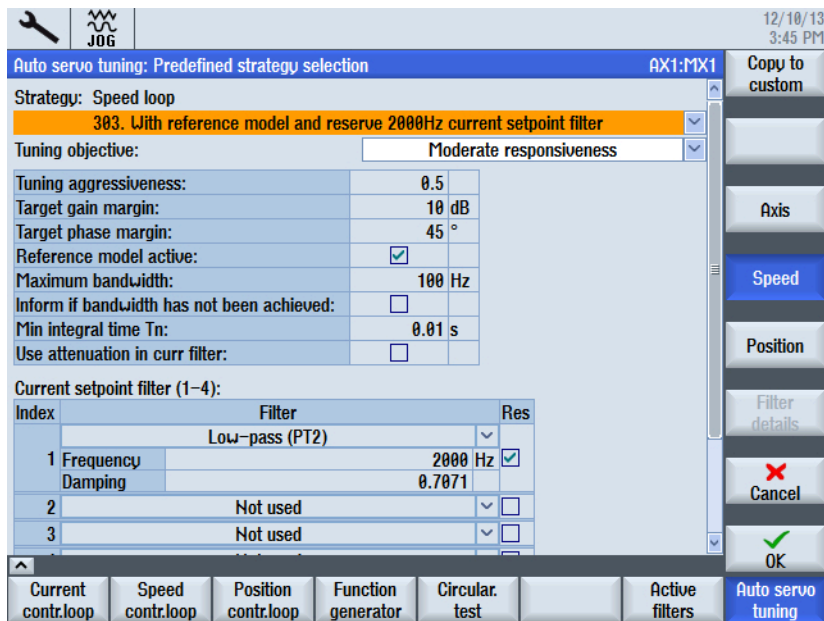 JOG
12/10/13
3:45 PM
Auto servo tuning: Predefined strategy selection AX1:MX1
Strategy: Speed loop
303. With reference model and reserve 2000Hz current setpoint filter
Tuning objective: Moderate responsiveness
Tuning aggressiveness: 0.5
Target gain margin: 10 dB
Target phase margin: 45 °
Reference model active:
Maximum bandwidth: 100 Hz
Inform if bandwidth has not been achieved:
Min integral time Tn: 0.01 s
Use attenuation in curr filter:
Current setpoint filter (1-4):
Index Filter Res
Low-pass (PT2)
1 Frequency 2000 Hz
Damping 0.7071
2 Not used
3 Not used
Copy to
custom
Axis
Speed
Position
Filter
details
Cancel
OK
Current
contr.loop
Speed
contr.loop
Position
contr.loop
Function
generator
Circular.
test
Active
filters
Auto servo
tuning